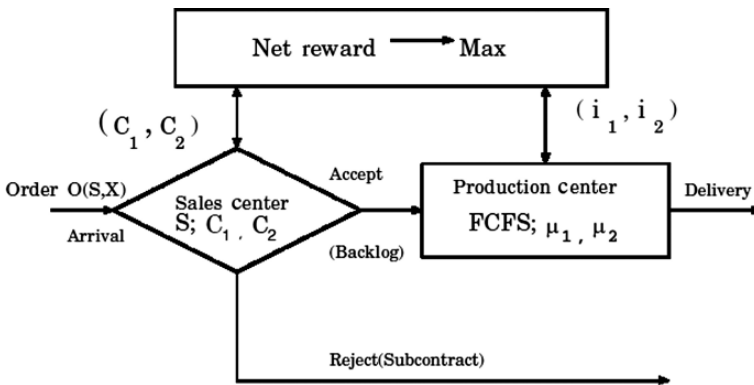 Net reward → Max
(C₁, C₂)
(i₁, i₂)
Order O(S,X)
Arrival
Sales center
S; C₁, C₂
Accept
(Backlog)
Production center
FCFS; μ₁, μ₂
Delivery
Reject(Subcontract)